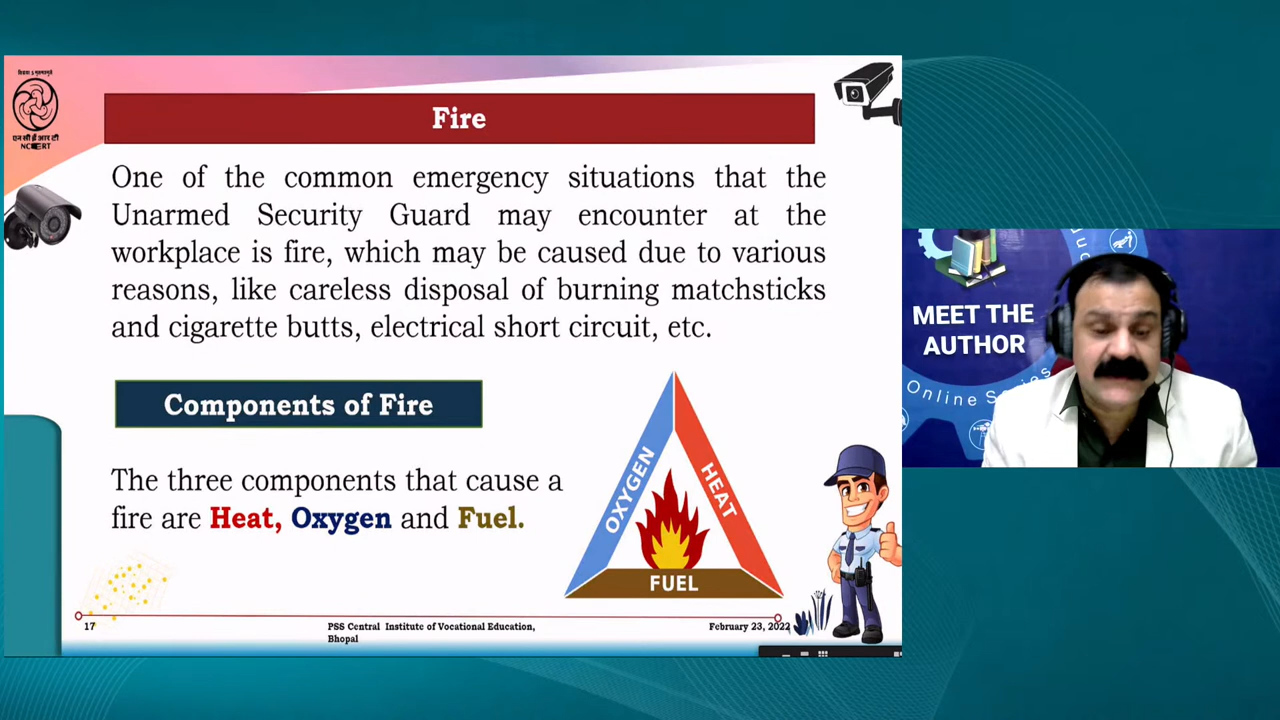 Fire
एन सी ई आर टी
NCERT
One of the common emergency situations that the
Unarmed Security Guard may encounter at the
workplace is fire, which may be caused due to various
reasons, like careless disposal of burning matchsticks
and cigarette butts, electrical short circuit, etc.
Components of Fire
The three components that cause a
fire are Heat, Oxygen and Fuel.
OXYGEN
HEAT
FUEL
17
PSS Central Institute of Vocational Education,
Bhopal
February 23, 2022
MEET THE
AUTHOR
Online